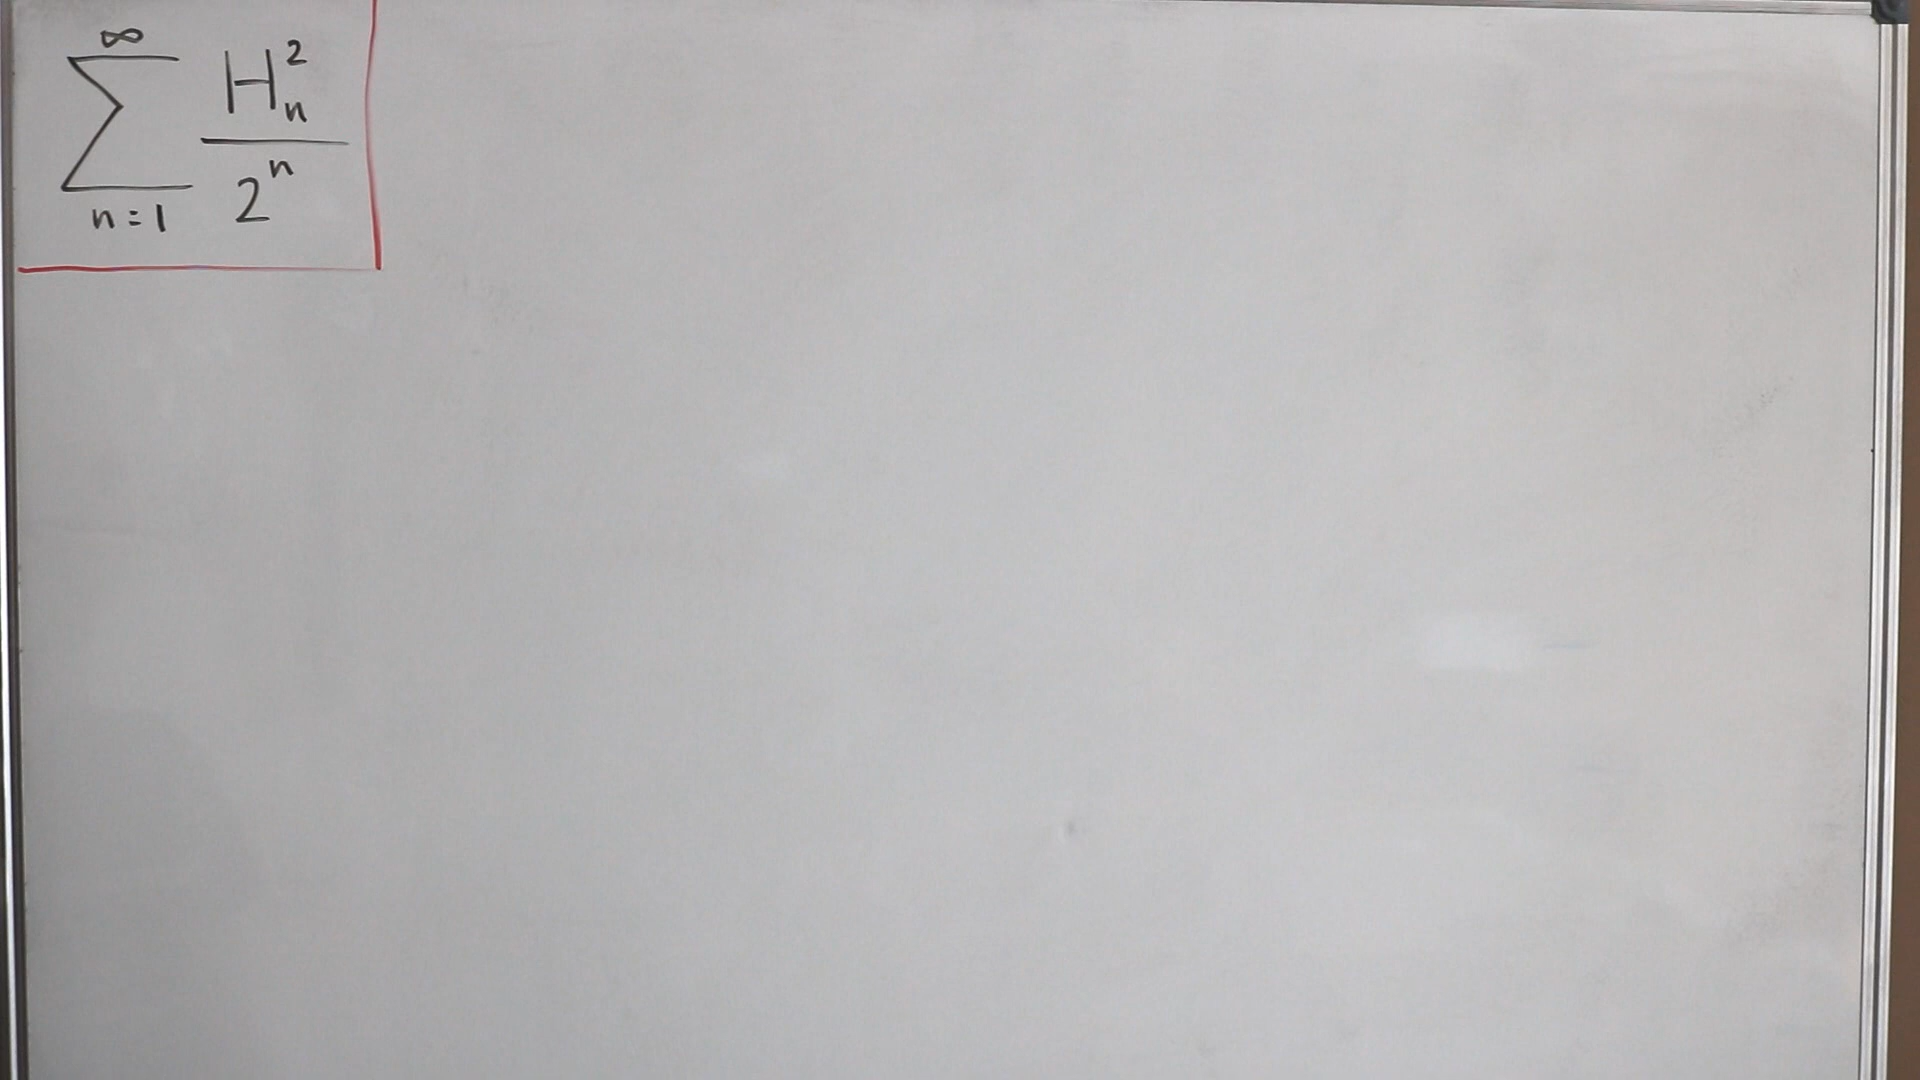 ∞
∑ H_n^2 / 2^n
n=1